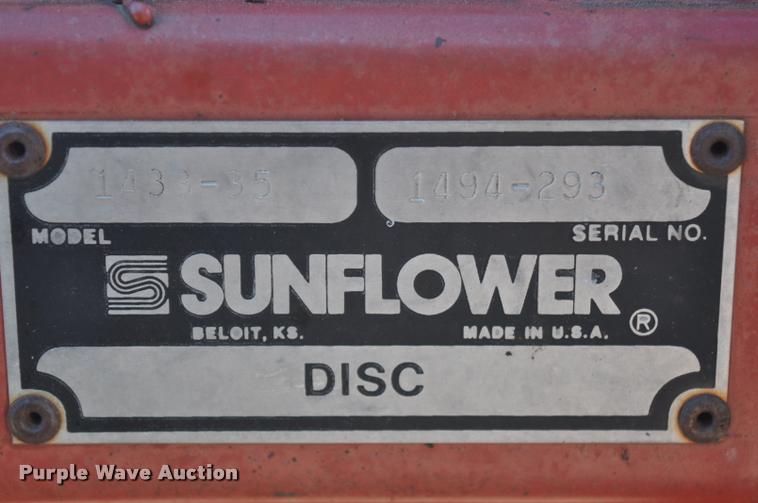 1433-35 1494-293
MODEL SERIAL NO.
SUNFLOWER
BELOIT, KS. MADE IN U.S.A. ®
DISC
Purple Wave Auction